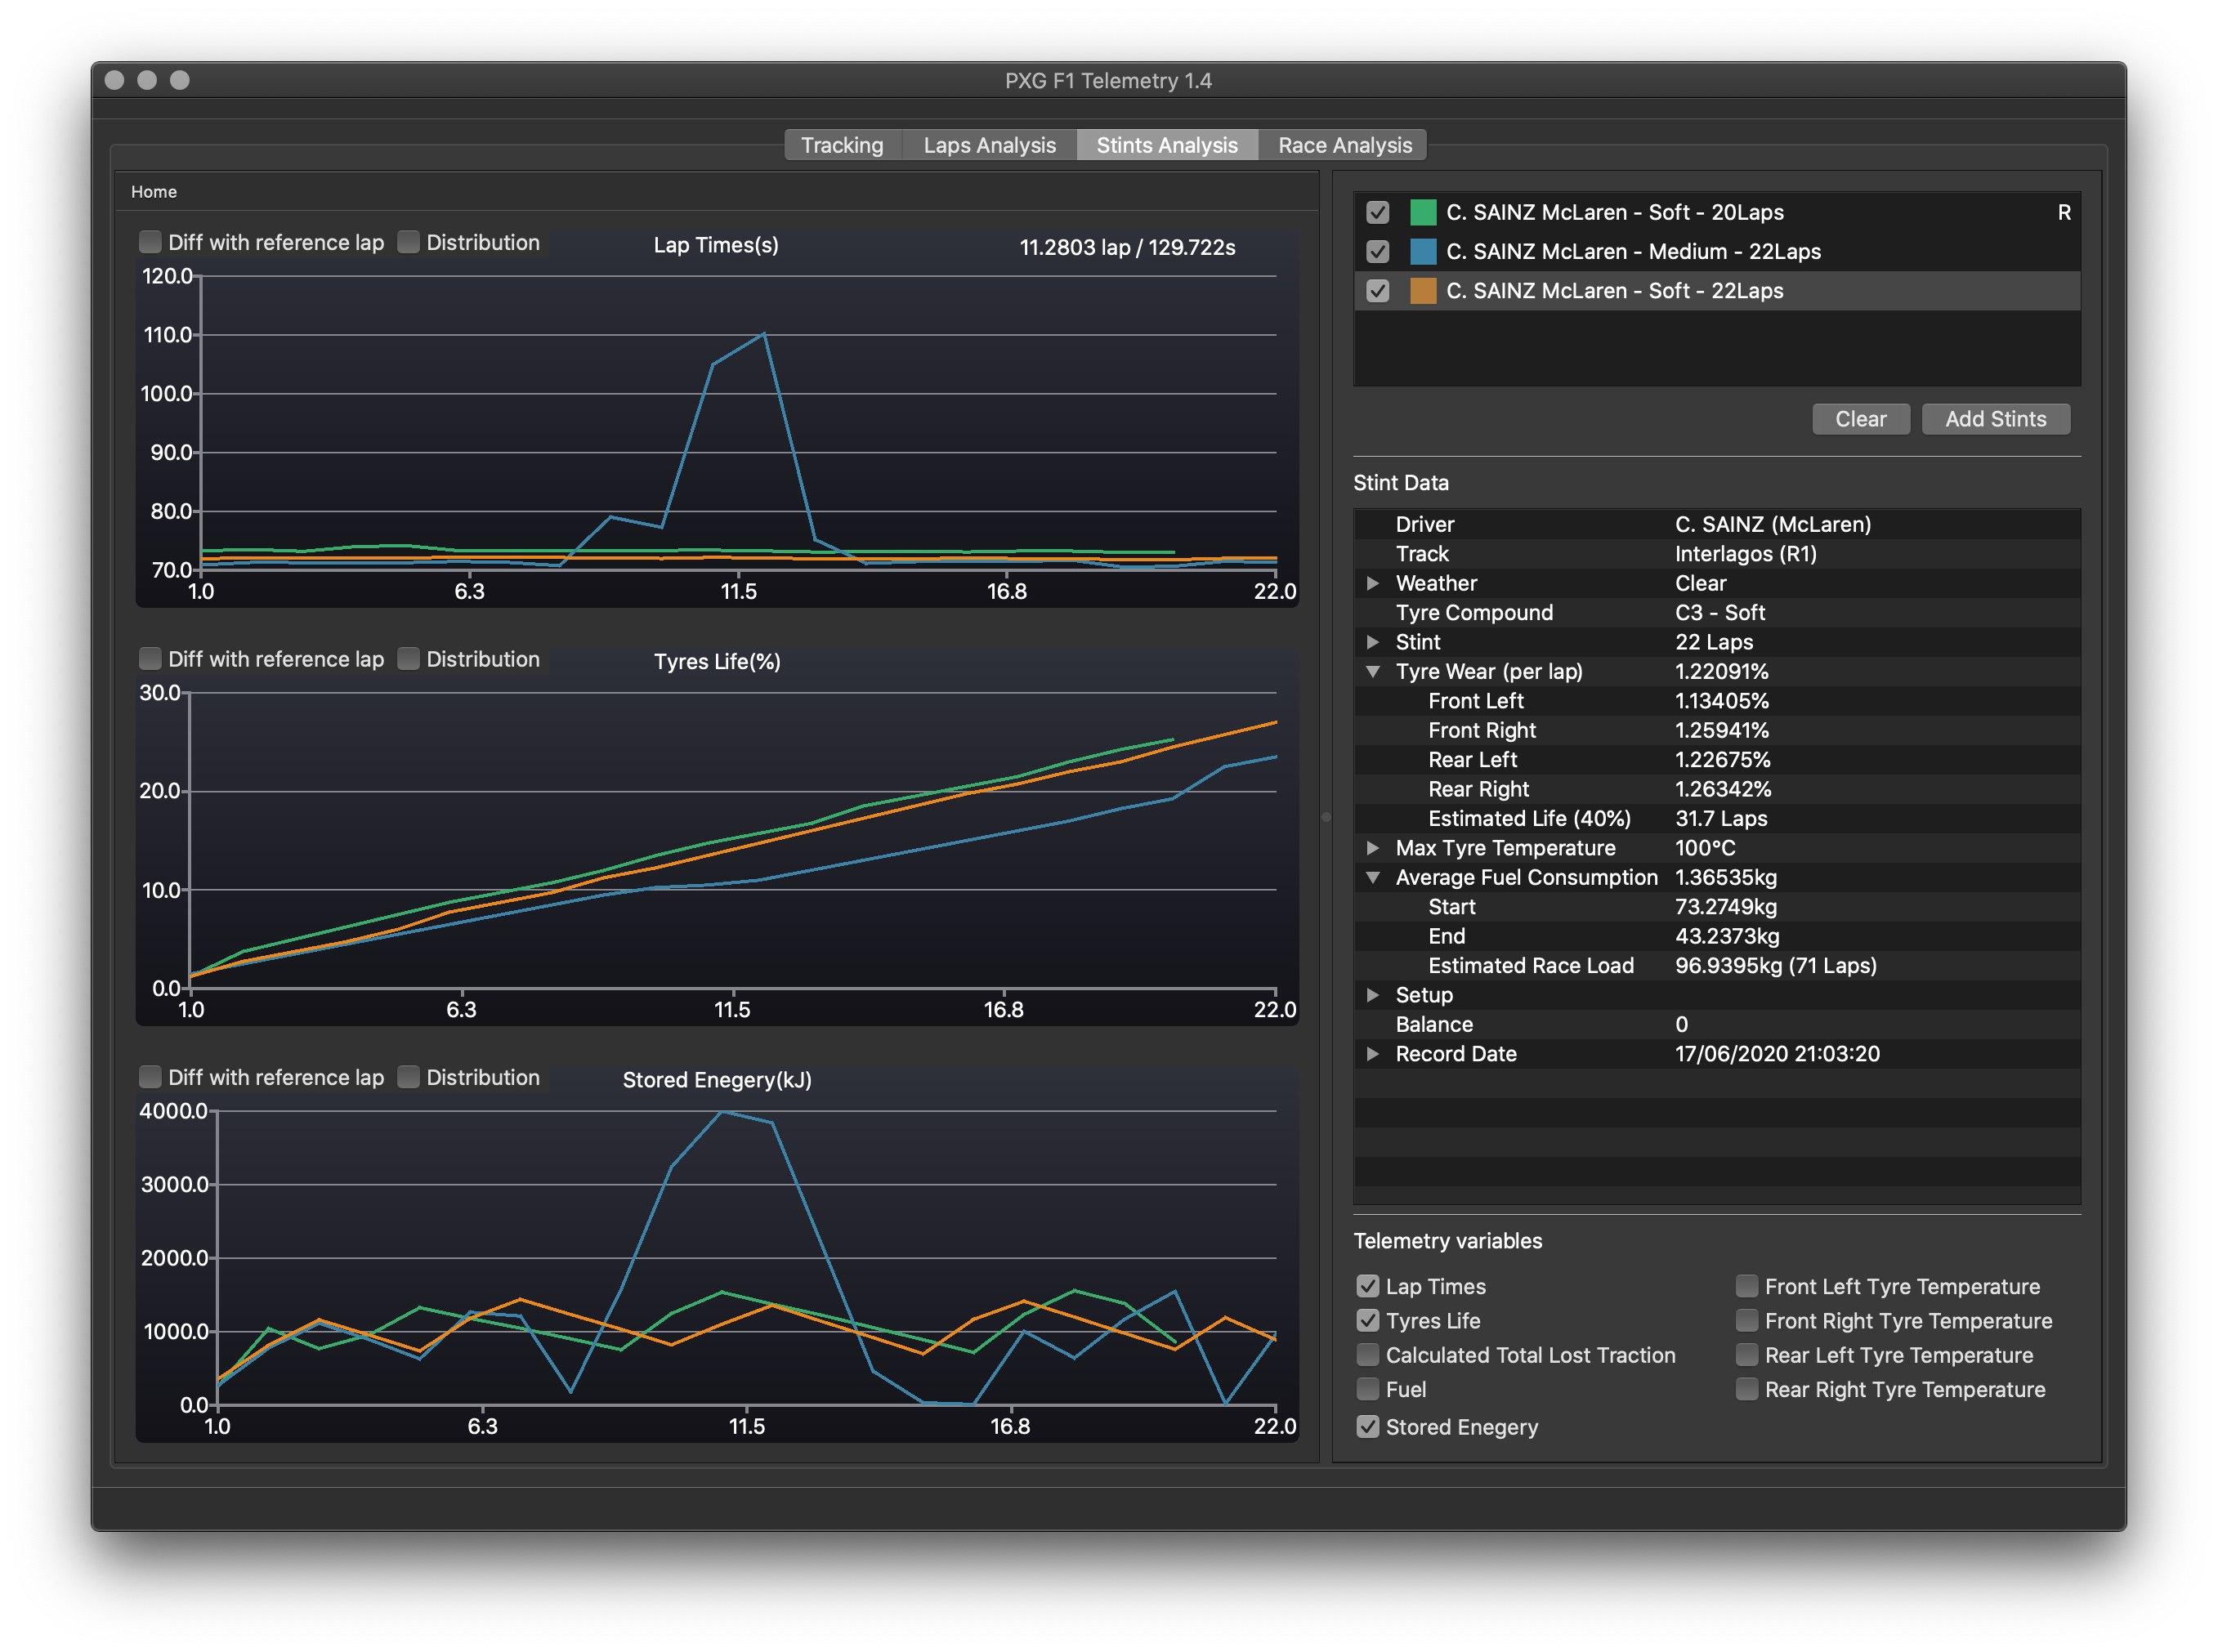 PXG F1 Telemetry 1.4
Tracking Laps Analysis Stints Analysis Race Analysis
Home
Diff with reference lap Distribution Lap Times(s) 11.2803 lap / 129.722s
120.0
110.0
100.0
90.0
80.0
70.0
1.0 6.3 11.5 16.8 22.0
Diff with reference lap Distribution Tyres Life(%)
30.0
20.0
10.0
0.0
1.0 6.3 11.5 16.8 22.0
Diff with reference lap Distribution Stored Enegery(kJ)
4000.0
3000.0
2000.0
1000.0
0.0
1.0 6.3 11.5 16.8 22.0
C. SAINZ McLaren - Soft - 20Laps R
C. SAINZ McLaren - Medium - 22Laps
C. SAINZ McLaren - Soft - 22Laps
Clear Add Stints
Stint Data
Driver C. SAINZ (McLaren)
Track Interlagos (R1)
Weather Clear
Tyre Compound C3 - Soft
Stint 22 Laps
Tyre Wear (per lap) 1.22091%
Front Left 1.13405%
Front Right 1.25941%
Rear Left 1.22675%
Rear Right 1.26342%
Estimated Life (40%) 31.7 Laps
Max Tyre Temperature 100°C
Average Fuel Consumption 1.36535kg
Start 73.2749kg
End 43.2373kg
Estimated Race Load 96.9395kg (71 Laps)
Setup
Balance 0
Record Date 17/06/2020 21:03:20
Telemetry variables
Lap Times Front Left Tyre Temperature
Tyres Life Front Right Tyre Temperature
Calculated Total Lost Traction Rear Left Tyre Temperature
Fuel Rear Right Tyre Temperature
Stored Enegery